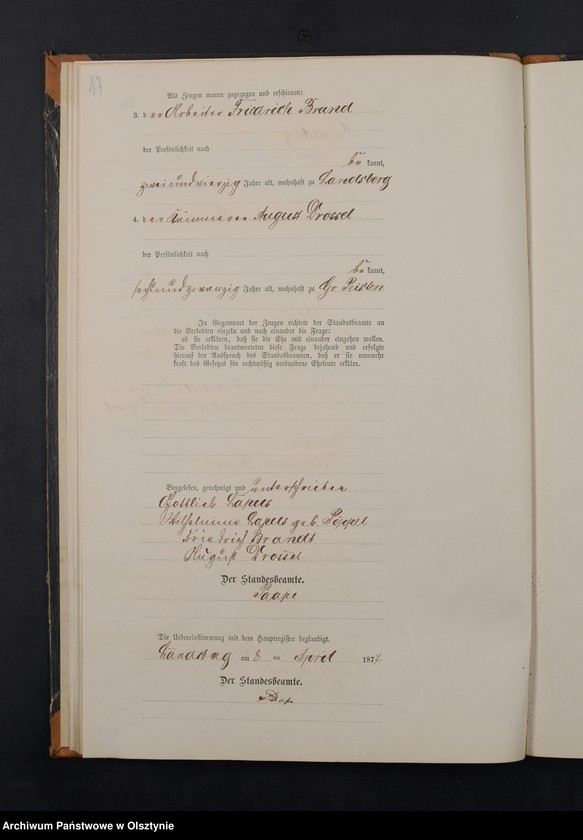 17
Als Zeugen waren zugezogen und erschienen:
3. der Arbeiter Friedrich Brand
der Persönlichkeit nach
be kannt,
zweiundvierzig Jahre alt, wohnhaft zu Landsberg
4. der Kämmerer August Drossel
der Persönlichkeit nach
be kannt,
sechsundzwanzig Jahre alt, wohnhaft zu Gr. Peisten
In Gegenwart der Zeugen richtete der Standesbeamte an
die Verlobten einzeln und nach einander die Frage:
ob sie erklären, daß sie die Ehe mit einander eingehen wollen.
Die Verlobten beantworteten diese Frage bejahend und erfolgte
hierauf der Ausspruch des Standesbeamten, daß er sie nunmehr
kraft des Gesetzes für rechtmäßig verbundene Eheleute erkläre.
Vorgelesen, genehmigt und unterschrieben
Gottlieb
Wilhelmine geb.
Friedrich Brandt
August Drossel
Der Standesbeamte.
Paape
Die Uebereinstimmung mit dem Hauptregister beglaubigt.
Landsberg am 8 ten April 1877
Der Standesbeamte.
Archiwum Państwowe w Olsztynie